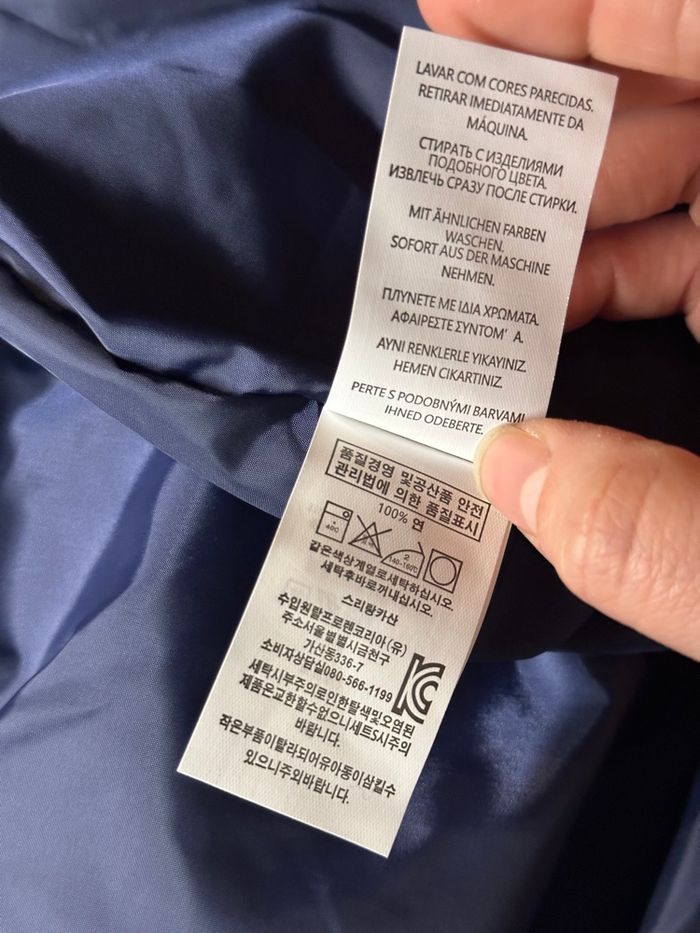 LAVAR COM CORES PARECIDAS.
RETIRAR IMEDIATAMENTE DA
MÁQUINA.
СТИРАТЬ С ИЗДЕЛИЯМИ
ПОДОБНОГО ЦВЕТА.
ИЗВЛЕЧЬ СРАЗУ ПОСЛЕ СТИРКИ.
MIT ÄHNLICHEN FARBEN
WASCHEN.
SOFORT AUS DER MASCHINE
NEHMEN.
ΠΛΥΝΕΤΕ ΜΕ ΙΔΙΑ ΧΡΩΜΑΤΑ.
ΑΦΑΙΡΕΣΤΕ ΣΥΝΤΟΜ' Α.
AYNI RENKLERLE YIKAYINIZ.
HEMEN CIKARTINIZ.
PERTE S PODOBNÝMI BARVAMI
IHNED ODEBERTE.
품질경영 및공산품 안전
관리법에 의한 품질표시
100% 면
140-160℃
같은색상계열로세탁하십시오.
세탁후바로꺼내십시오.
스리랑카산
수입원랄프로렌코리아(유)
주소서울별별시금천구
가산동336-7
소비자상담실080-566-1199
세탁시부주의로인한탈색및오염된
제품은교한할수없으니세트S시주의
바랍니다.
라은부품이탈라되어유아동이삼킬수
있으니주외바랍니다.